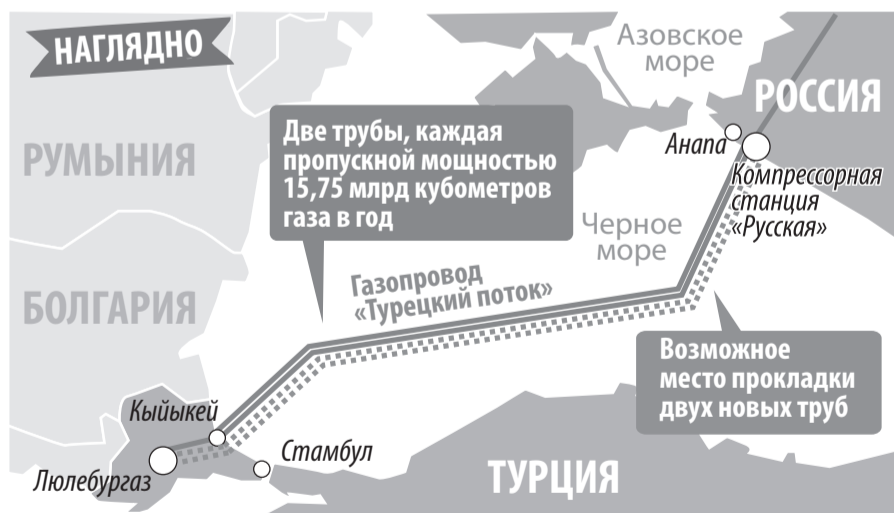 НАГЛЯДНО
Азовское
море
РОССИЯ
РУМЫНИЯ
Две трубы, каждая
пропускной мощностью
15,75 млрд кубометров
газа в год
Анапа
Компрессорная
станция
«Русская»
Черное
море
Газопровод
«Турецкий поток»
БОЛГАРИЯ
Возможное
место прокладки
двух новых труб
Кыйыкей
Стамбул
Люлебургаз
ТУРЦИЯ